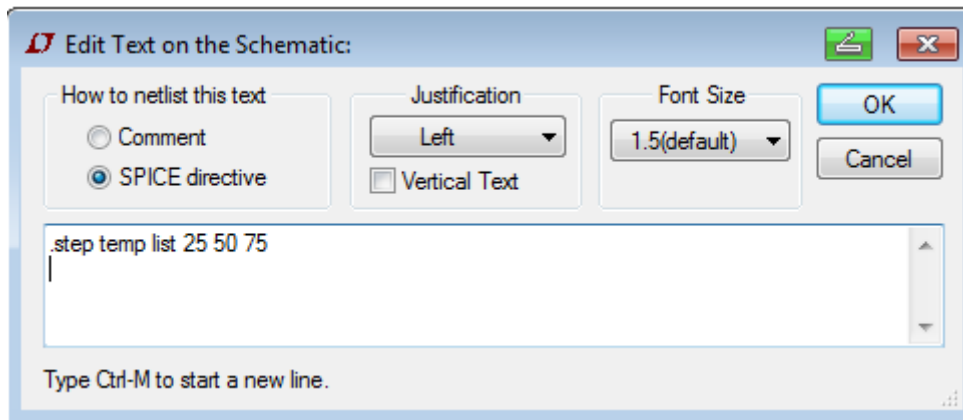 Edit Text on the Schematic:
How to netlist this text
Comment
SPICE directive
Justification
Left
Vertical Text
Font Size
1.5(default)
OK
Cancel
.step temp list 25 50 75
Type Ctrl-M to start a new line.